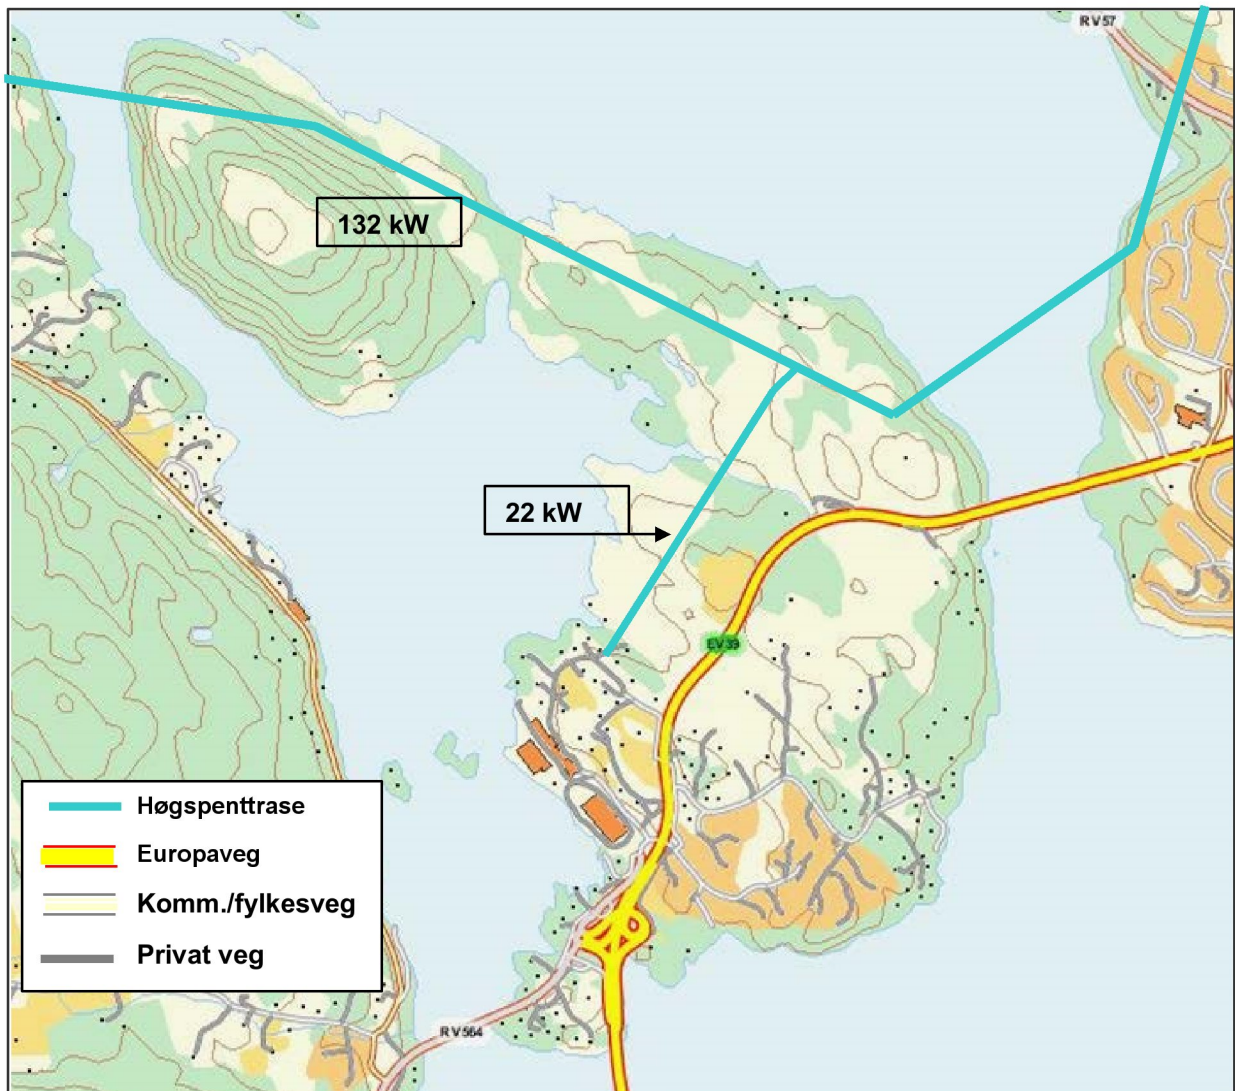 RV57
132 kW
22 kW
EV39
Høgspenttrase
Europaveg
Komm./fylkesveg
Privat veg
RV564